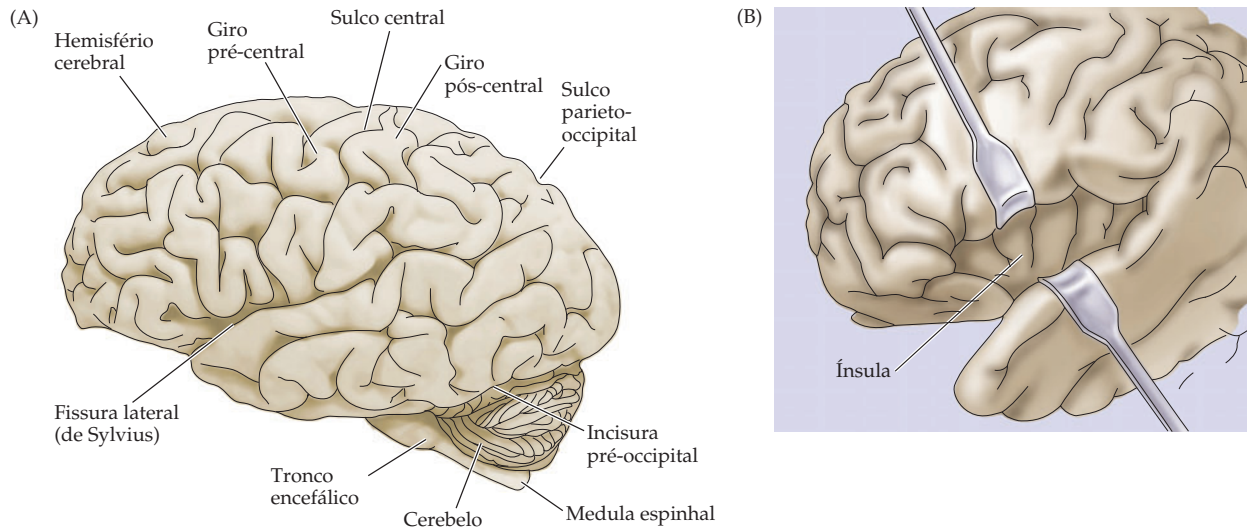 (A)
Hemisfério
cerebral
Giro
pré-central
Sulco central
Giro
pós-central
Sulco
parieto-
occipital
Fissura lateral
(de Sylvius)
Tronco
encefálico
Cerebelo
Medula espinhal
Incisura
pré-occipital
(B)
Ínsula